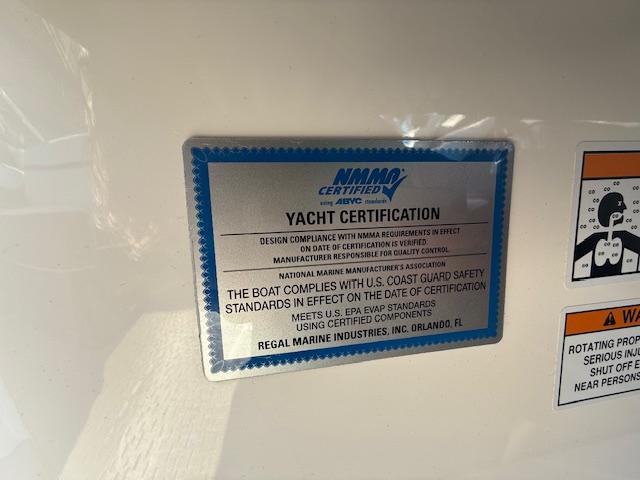 NMMA
CERTIFIED
using ABYC standards
YACHT CERTIFICATION
DESIGN COMPLIANCE WITH NMMA REQUIREMENTS IN EFFECT
ON DATE OF CERTIFICATION IS VERIFIED.
MANUFACTURER RESPONSIBLE FOR QUALITY CONTROL.
NATIONAL MARINE MANUFACTURER'S ASSOCIATION
THE BOAT COMPLIES WITH U.S. COAST GUARD SAFETY
STANDARDS IN EFFECT ON THE DATE OF CERTIFICATION
MEETS U.S. EPA EVAP STANDARDS
USING CERTIFIED COMPONENTS
REGAL MARINE INDUSTRIES, INC. ORLANDO, FL
WA
ROTATING PROP
SERIOUS INJU
SHUT OFF E
NEAR PERSONS